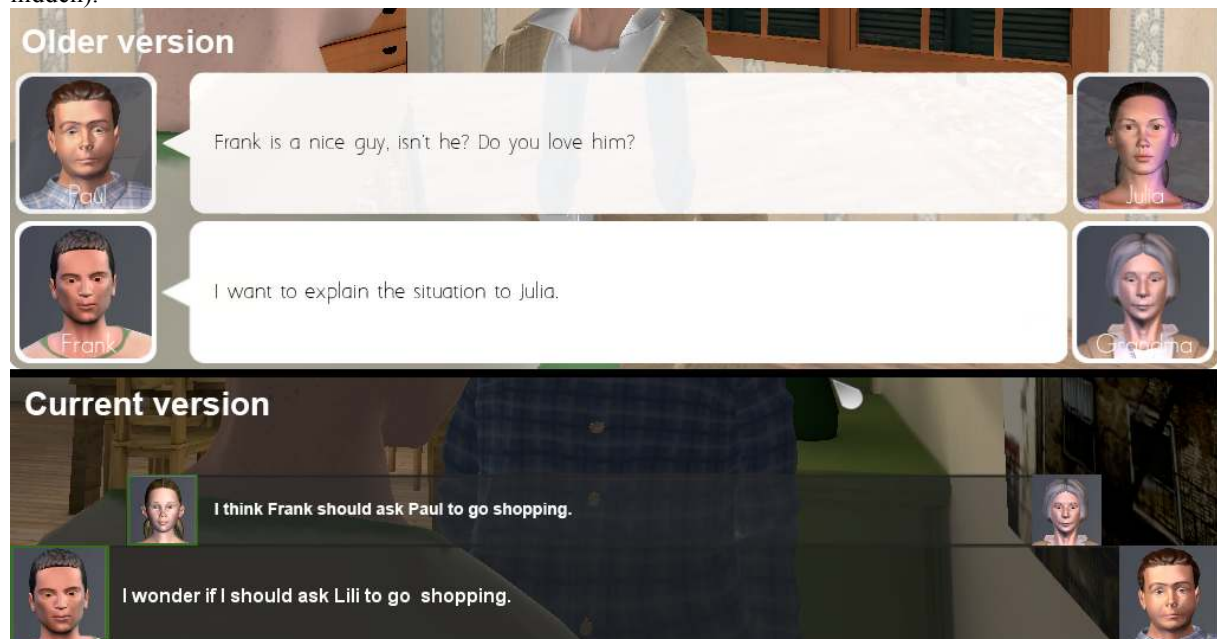 hidden).
Older version
Frank is a nice guy, isn't he? Do you love him?
Paul
Julia
I want to explain the situation to Julia.
Frank
Grandma
Current version
I think Frank should ask Paul to go shopping.
I wonder if I should ask Lili to go  shopping.